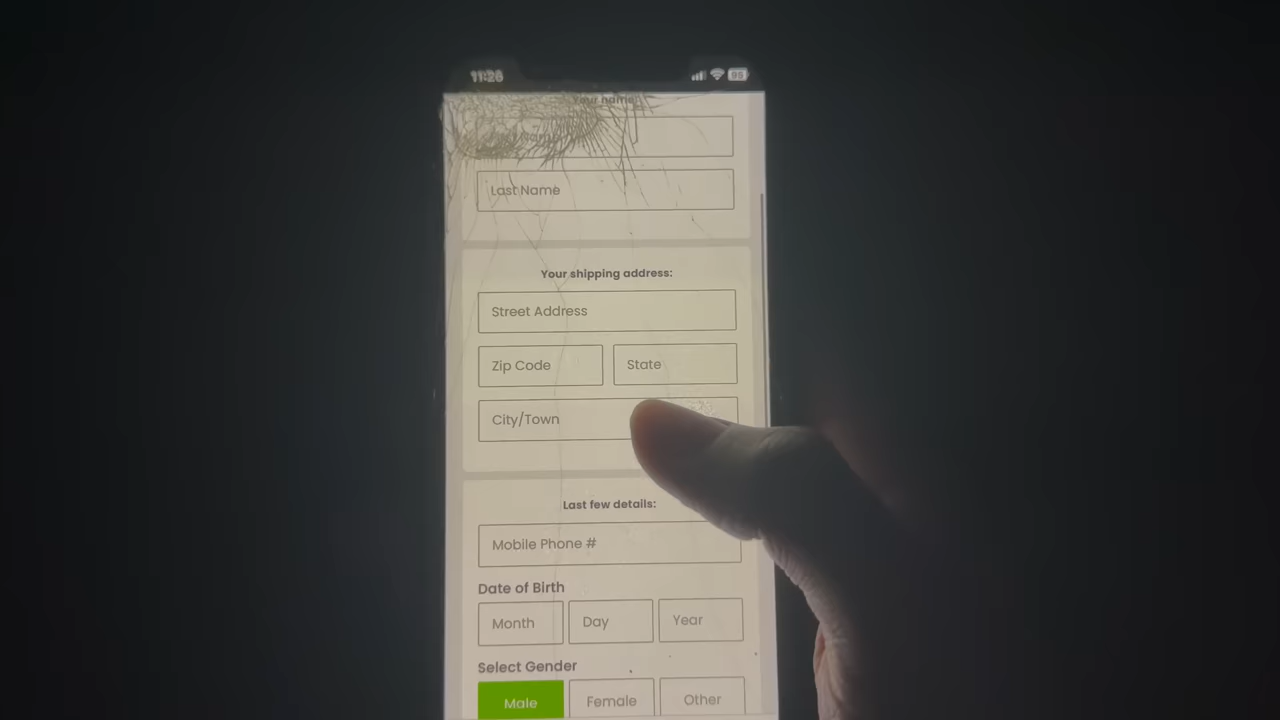 11:26
95
Your name:
Last Name
Your shipping address:
Street Address
Zip Code State
City/Town
Last few details:
Mobile Phone #
Date of Birth
Month Day Year
Select Gender
Male Female Other